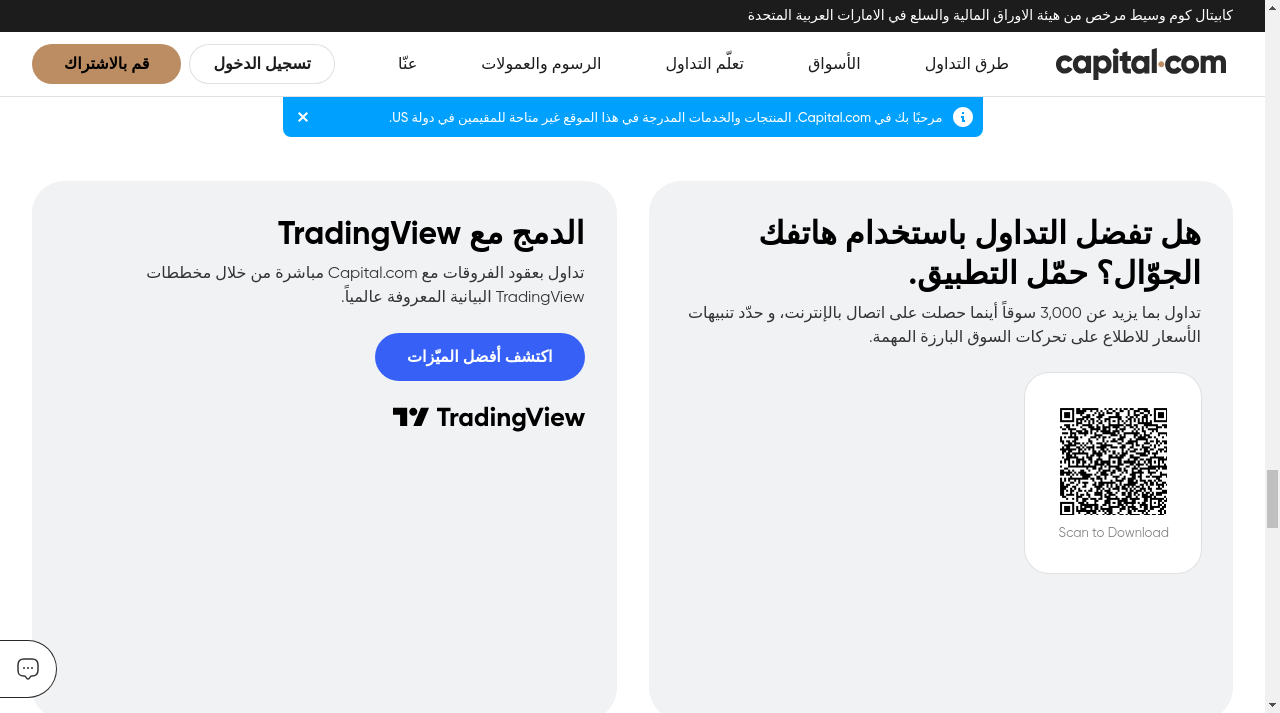 كابيتال كوم وسيط مرخص من هيئة الاوراق المالية والسلع في الامارات العربية المتحدة
capital.com
طرق التداول
الأسواق
تعلّم التداول
الرسوم والعمولات
عنّا
تسجيل الدخول
قم بالاشتراك
مرحبًا بك في Capital.com. المنتجات والخدمات المدرجة في هذا الموقع غير متاحة للمقيمين في دولة US.
هل تفضل التداول باستخدام هاتفك
الجوّال؟ حمّل التطبيق.
تداول بما يزيد عن 3,000 سوقاً أينما حصلت على اتصال بالإنترنت، و حدّد تنبيهات
الأسعار للاطلاع على تحركات السوق البارزة المهمة.
Scan to Download
الدمج مع TradingView
تداول بعقود الفروقات مع Capital.com مباشرة من خلال مخططات
TradingView البيانية المعروفة عالمياً.
اكتشف أفضل الميّزات
TradingView